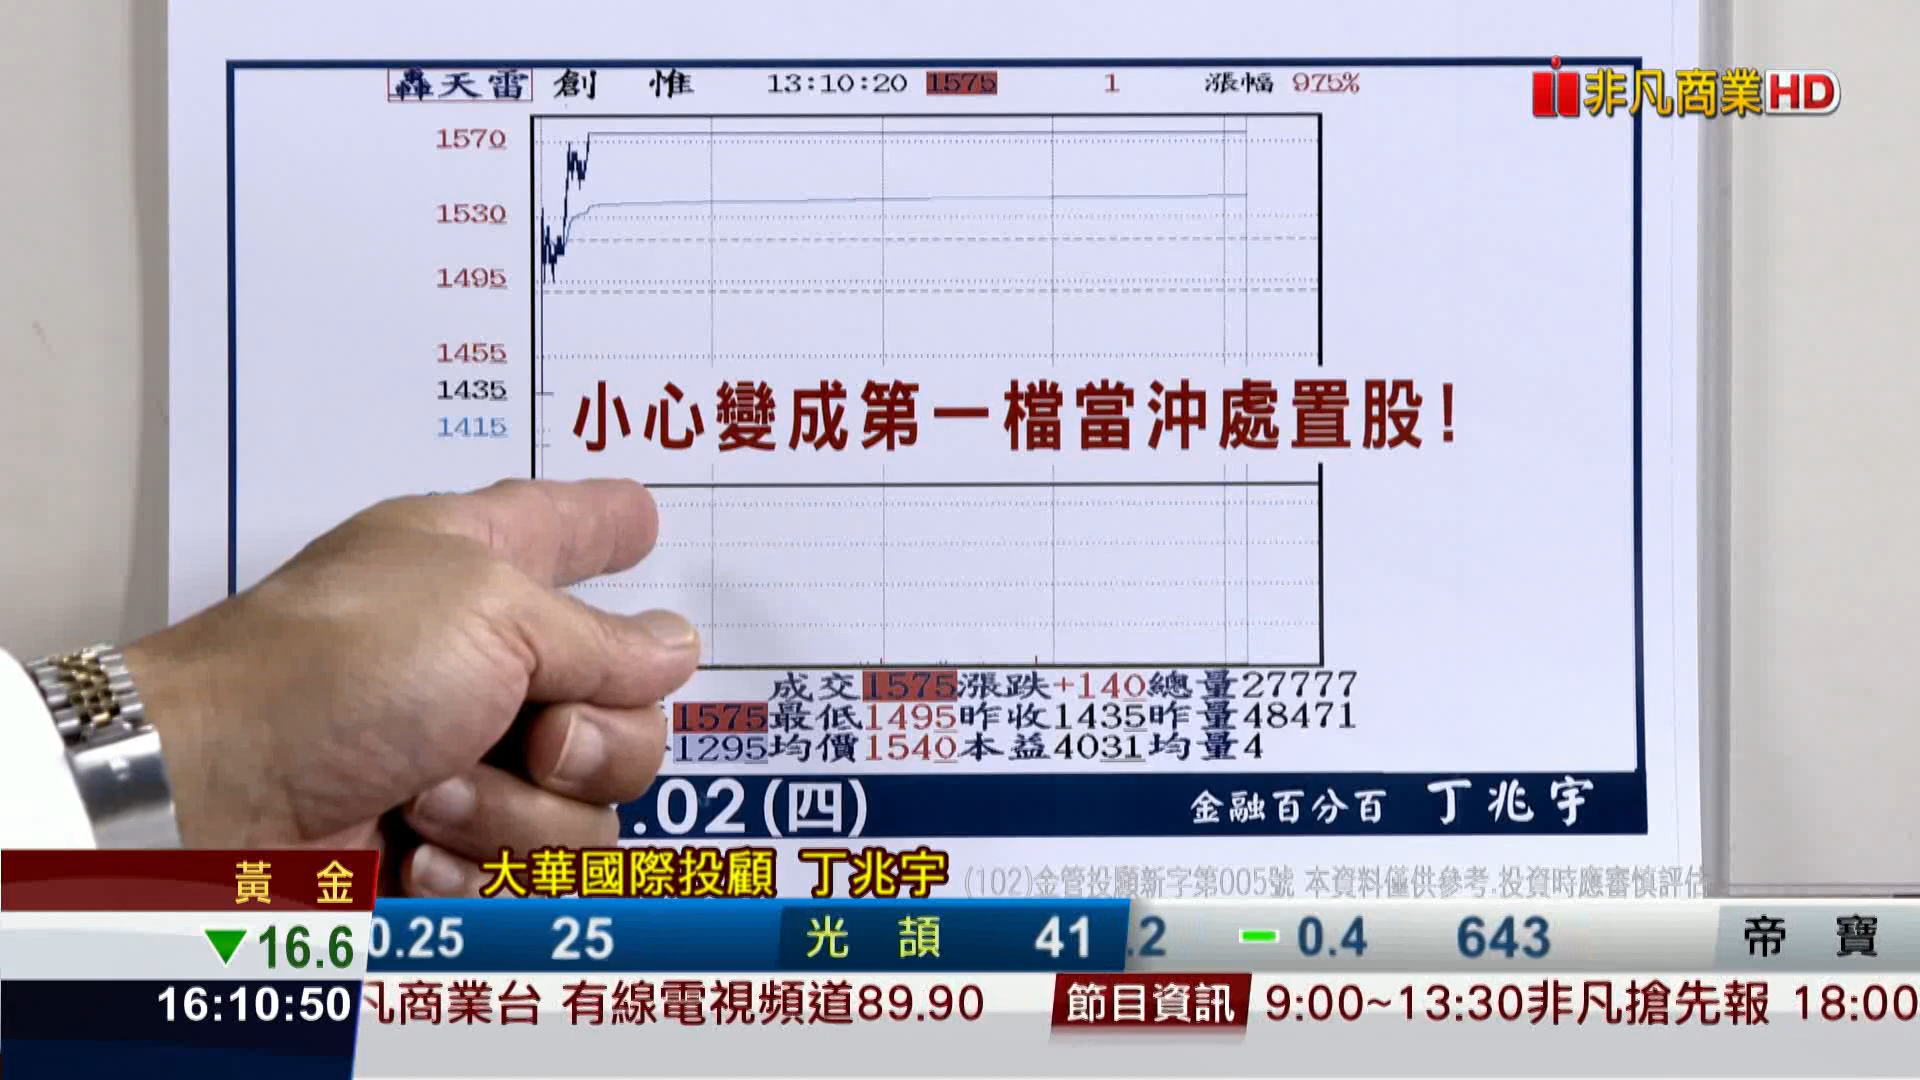 轟天雷 創 惟 13:10:20 1575 1 漲幅 975%
非凡商業HD
1570
1530
1495
1455
1435
1415
小心變成第一檔當沖處置股!
成交1575漲跌+140總量27777
1575最低1495昨收1435昨量48471
1295均價1540本益4031均量4
.02(四) 金融百分百 丁兆宇
大華國際投顧 丁兆宇 (102)金管投顧新字第005號 本資料僅供參考.投資時應審慎評估
黃 金
▼16.6 0.25 25 光 頡 41 .2 0.4 643 帝 寶
16:10:50 凡商業台 有線電視頻道89.90 節目資訊 9:00~13:30非凡搶先報 18:00